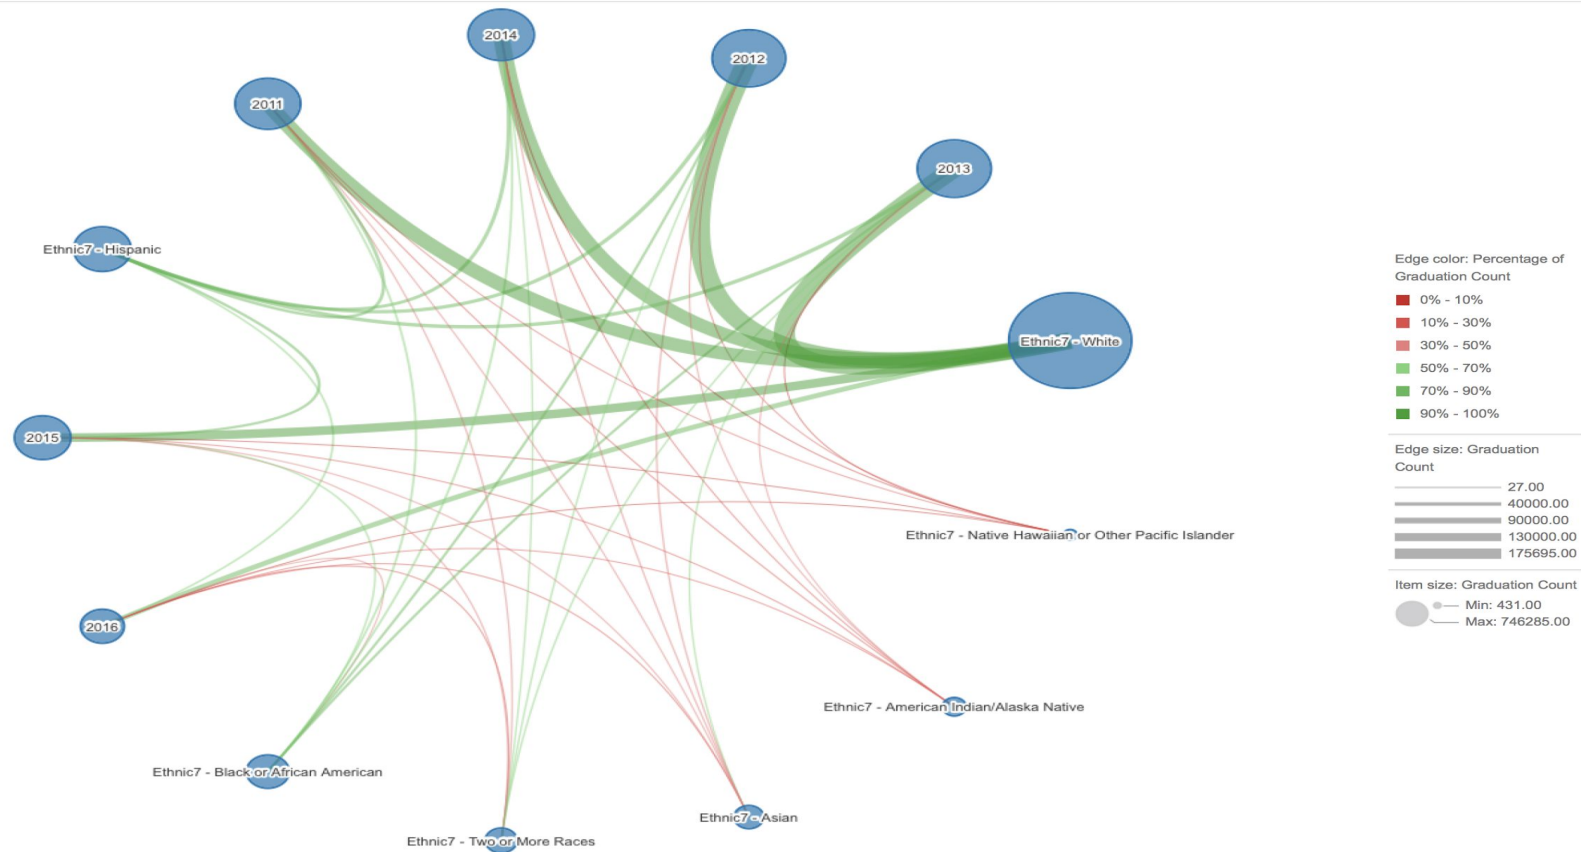 2014
2012
2011
2013
Ethnic7 - Hispanic
Ethnic7 - White
2015
Ethnic7 - Native Hawaiian or Other Pacific Islander
2016
Ethnic7 - American Indian/Alaska Native
Ethnic7 - Black or African American
Ethnic7 - Asian
Ethnic7 - Two or More Races
Edge color: Percentage of
Graduation Count
0% - 10%
10% - 30%
30% - 50%
50% - 70%
70% - 90%
90% - 100%
Edge size: Graduation
Count
27.00
40000.00
90000.00
130000.00
175695.00
Item size: Graduation Count
Min: 431.00
Max: 746285.00